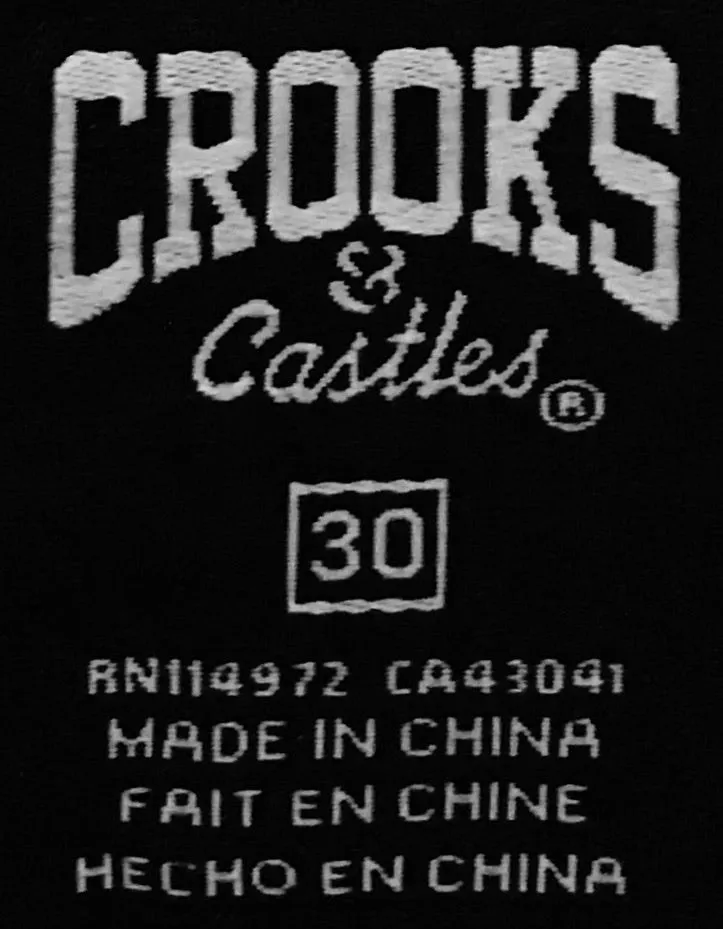 CROOKS
&
Castles®
30
RN114972 CA43041
MADE IN CHINA
FAIT EN CHINE
HECHO EN CHINA